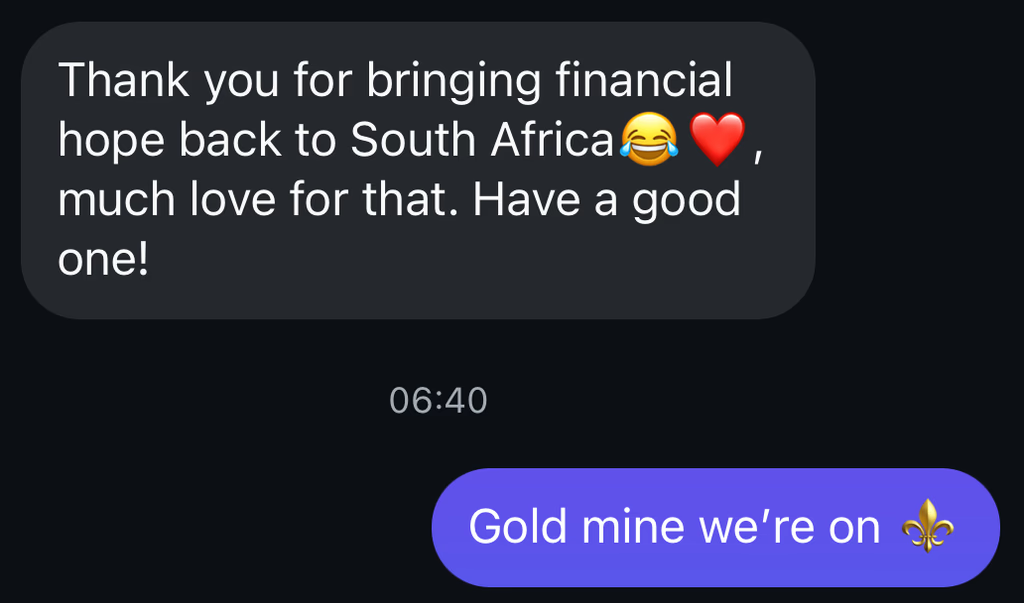 Thank you for bringing financial
hope back to South Africa😂❤️,
much love for that. Have a good
one!
06:40
Gold mine we’re on ⚜️